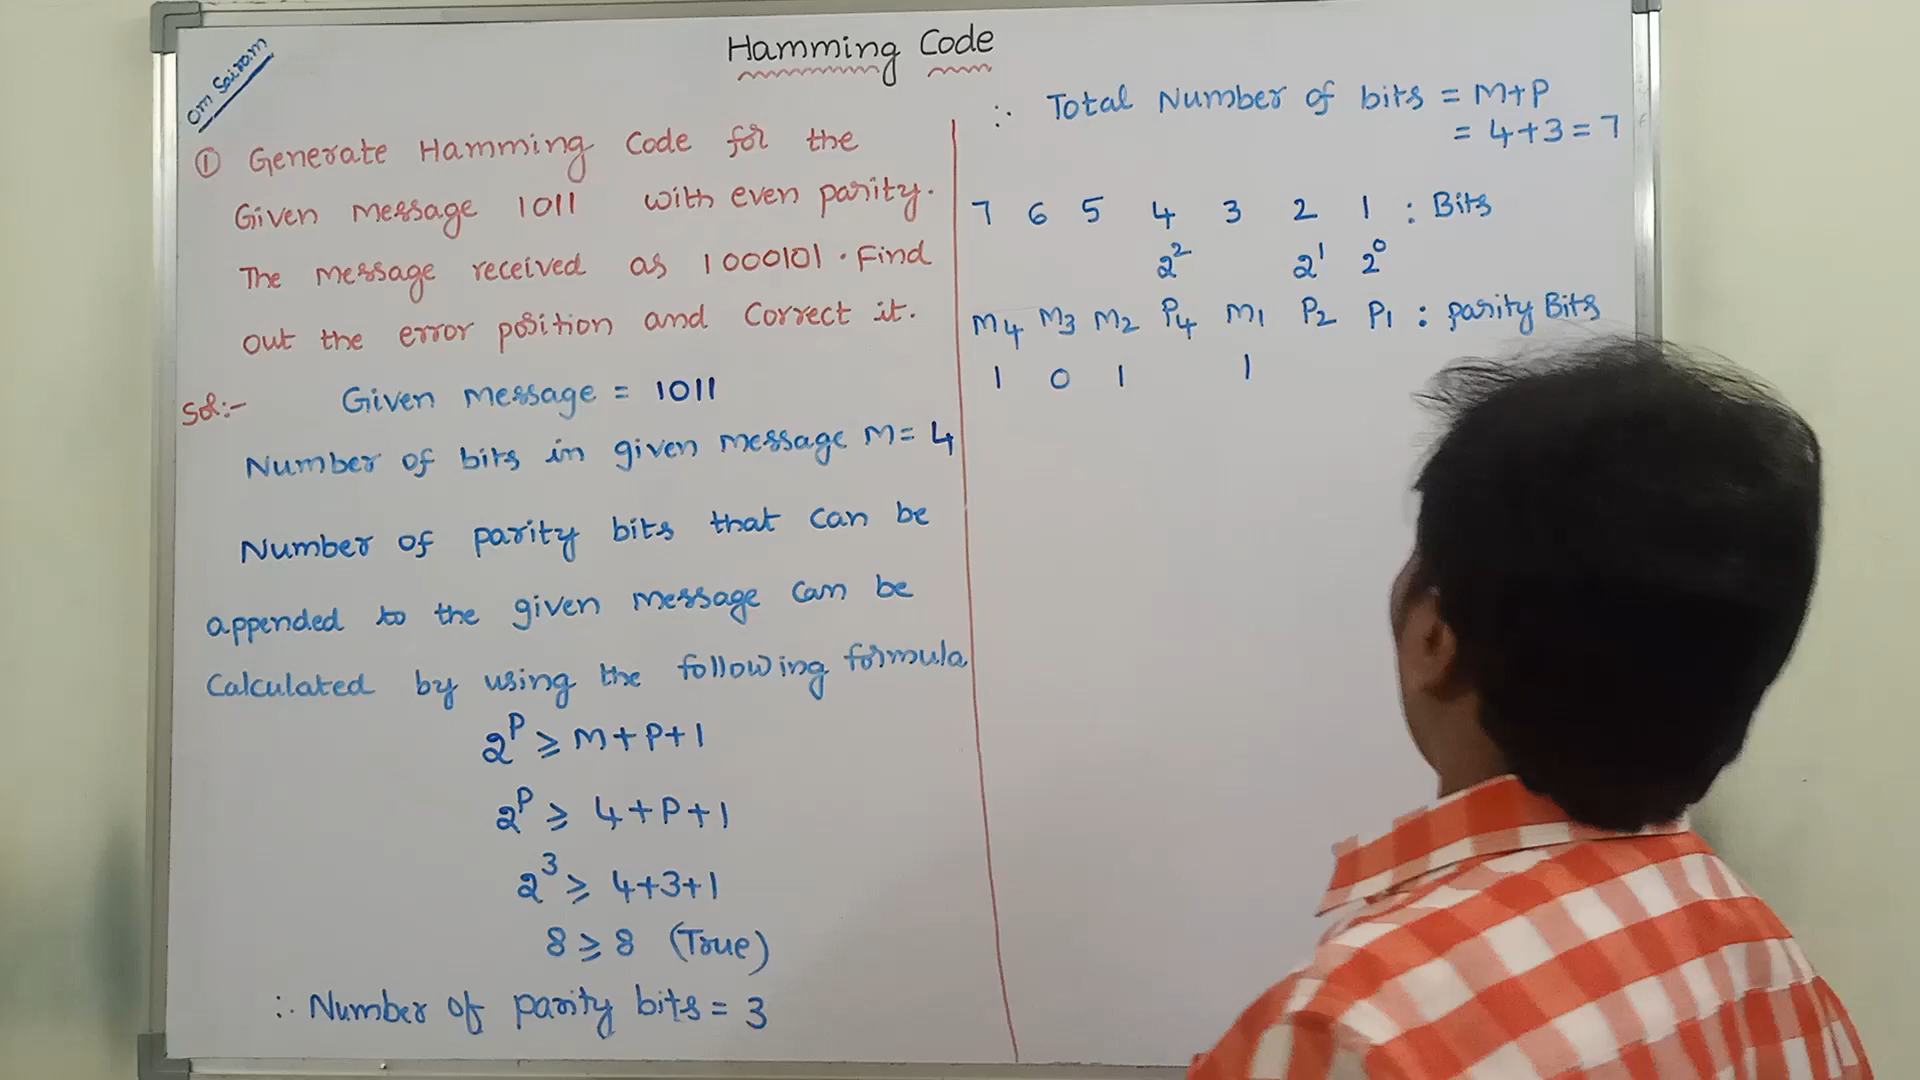 Om Sairam
Hamming Code
① Generate Hamming Code for the
Given message 1011 with even parity.
The message received as 1000101. Find
out the error position and Correct it.
Sol:- Given message = 1011
Number of bits in given message M = 4
Number of parity bits that can be
appended to the given message can be
Calculated by using the following formula
2^P ≥ M+P+1
2^P ≥ 4+P+1
2^3 ≥ 4+3+1
8 ≥ 8 (True)
∴ Number of parity bits = 3
∴ Total Number of bits = M+P
= 4+3 = 7
7 6 5 4 3 2 1 : Bits
2^2 2^1 2^0
M4 M3 M2 P4 M1 P2 P1 : parity Bits
1 0 1 1